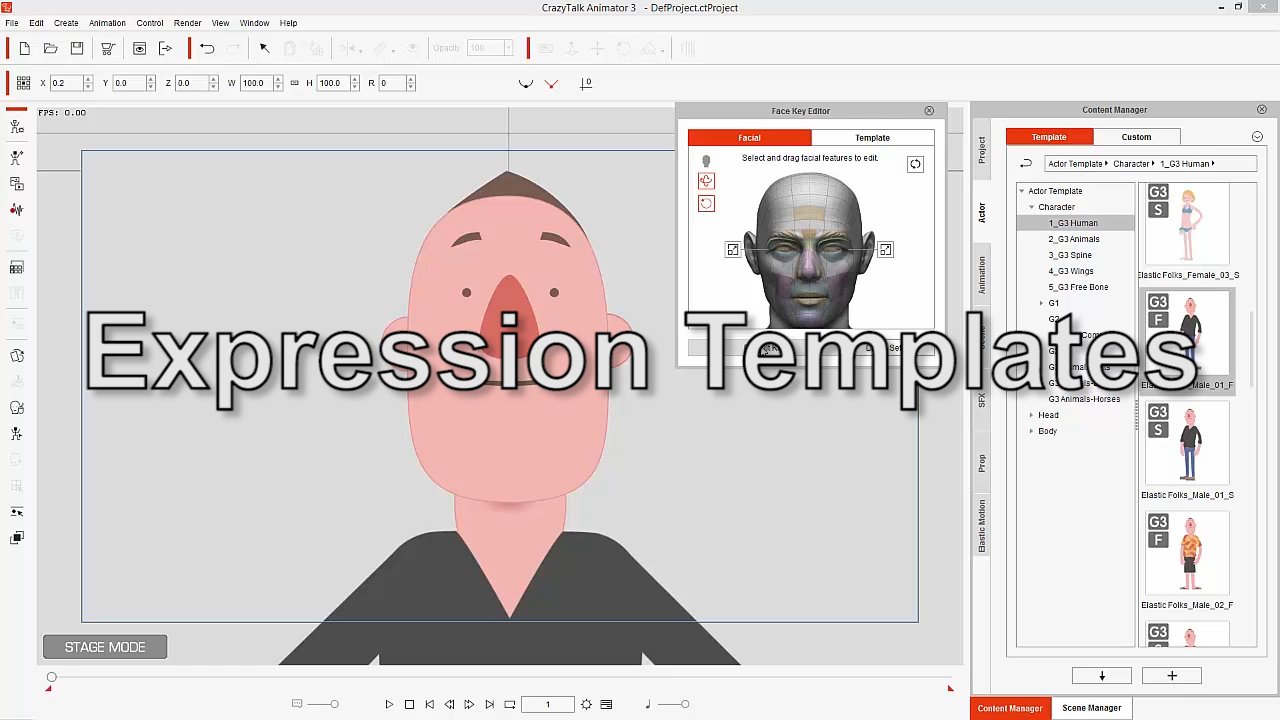 CrazyTalk Animator 3 - DefProject.ctProject
File Edit Create Animation Control Render View Window Help
Opacity 100
X 0.2 Y 0.0 Z 0.0 W 100.0 H 100.0 R 0
FPS: 0.00
Face Key Editor
Facial Template
Select and drag facial features to edit.
Content Manager
Template Custom
Actor Template Character 1_G3 Human
Project
Actor
Animation
SFX
Prop
Elastic Motion
Actor Template
Character
1_G3 Human
2_G3 Animals
3_G3 Spine
4_G3 Wings
5_G3 Free Bone
G1
G3 Animals-Horses
Head
Body
G3
S
Elastic Folks_Female_03_S
G3
F
Elastic Folks_Male_01_F
G3
S
Elastic Folks_Male_01_S
G3
F
Elastic Folks_Male_02_F
G3
Expression Templates
STAGE MODE
1
Content Manager Scene Manager